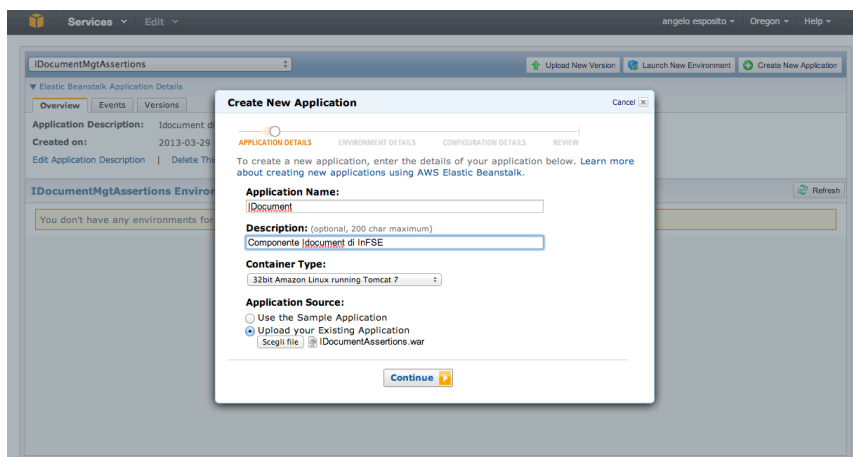 Services Edit angelo esposito Oregon Help
IDocumentMgtAssertions Upload New Version Launch New Environment Create New Application
Elastic Beanstalk Application Details
Overview Events Versions
Application Description: Idocument di
Created on: 2013-03-29
Edit Application Description | Delete Thi
IDocumentMgtAssertions Enviror Refresh
You don't have any environments for
Create New Application Cancel x
APPLICATION DETAILS ENVIRONMENT DETAILS CONFIGURATION DETAILS REVIEW
To create a new application, enter the details of your application below. Learn more
about creating new applications using AWS Elastic Beanstalk.
Application Name:
IDocument
Description: (optional, 200 char maximum)
Componente Idocument di InFSE
Container Type:
32bit Amazon Linux running Tomcat 7
Application Source:
Use the Sample Application
Upload your Existing Application
Scegli file IDocumentAssertions.war
Continue